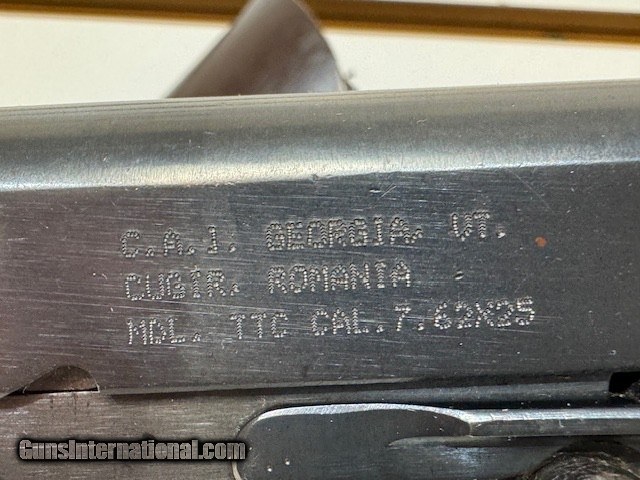 C.A.I. GEORGIA. VT.
CUGIR. ROMANIA
MDL. TTC CAL.7.62X25
GunsInternational.com